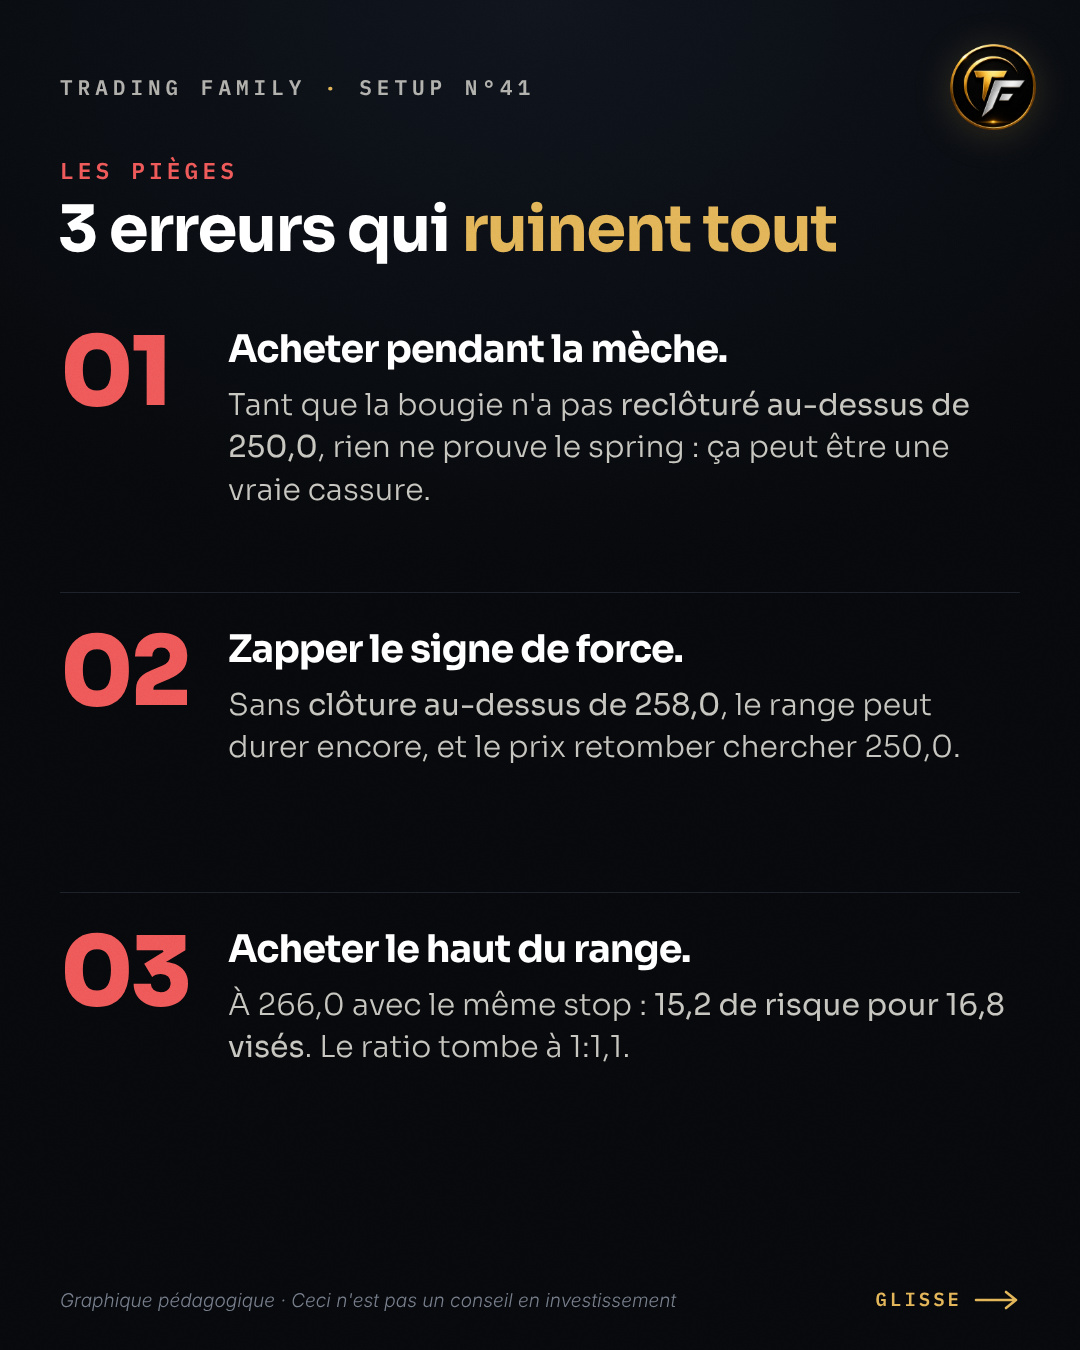 TRADING FAMILY · SETUP N°41
TF
LES PIÈGES
3 erreurs qui ruinent tout
01
Acheter pendant la mèche.
Tant que la bougie n'a pas reclôturé au-dessus de
250,0, rien ne prouve le spring : ça peut être une
vraie cassure.
02
Zapper le signe de force.
Sans clôture au-dessus de 258,0, le range peut
durer encore, et le prix retomber chercher 250,0.
03
Acheter le haut du range.
À 266,0 avec le même stop : 15,2 de risque pour 16,8
visés. Le ratio tombe à 1:1,1.
Graphique pédagogique · Ceci n'est pas un conseil en investissement
GLISSE →